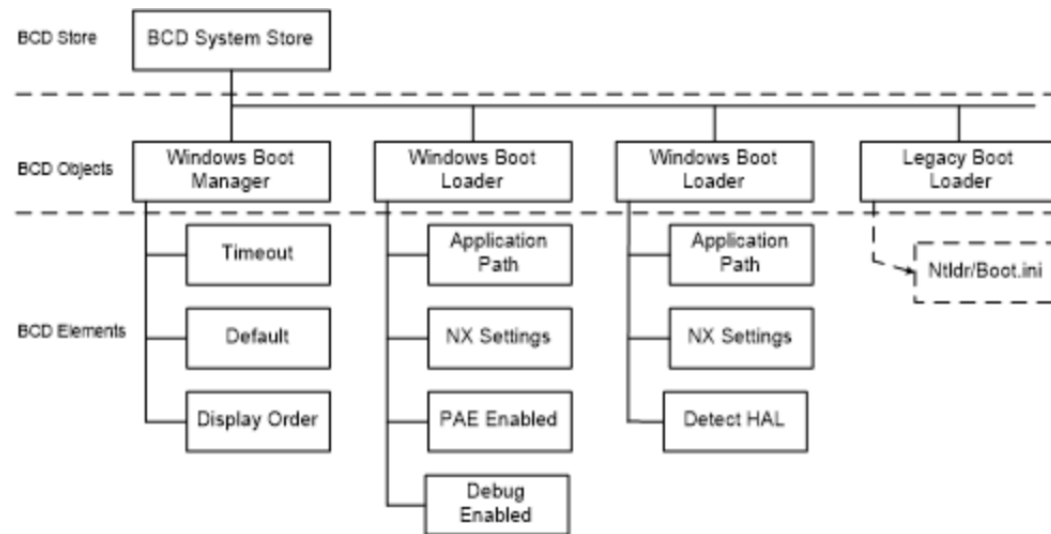 BCD Store
BCD System Store
BCD Objects
Windows Boot
Manager
Windows Boot
Loader
Windows Boot
Loader
Legacy Boot
Loader
BCD Elements
Timeout
Default
Display Order
Application
Path
NX Settings
PAE Enabled
Debug
Enabled
Application
Path
NX Settings
Detect HAL
Ntldr/Boot.ini